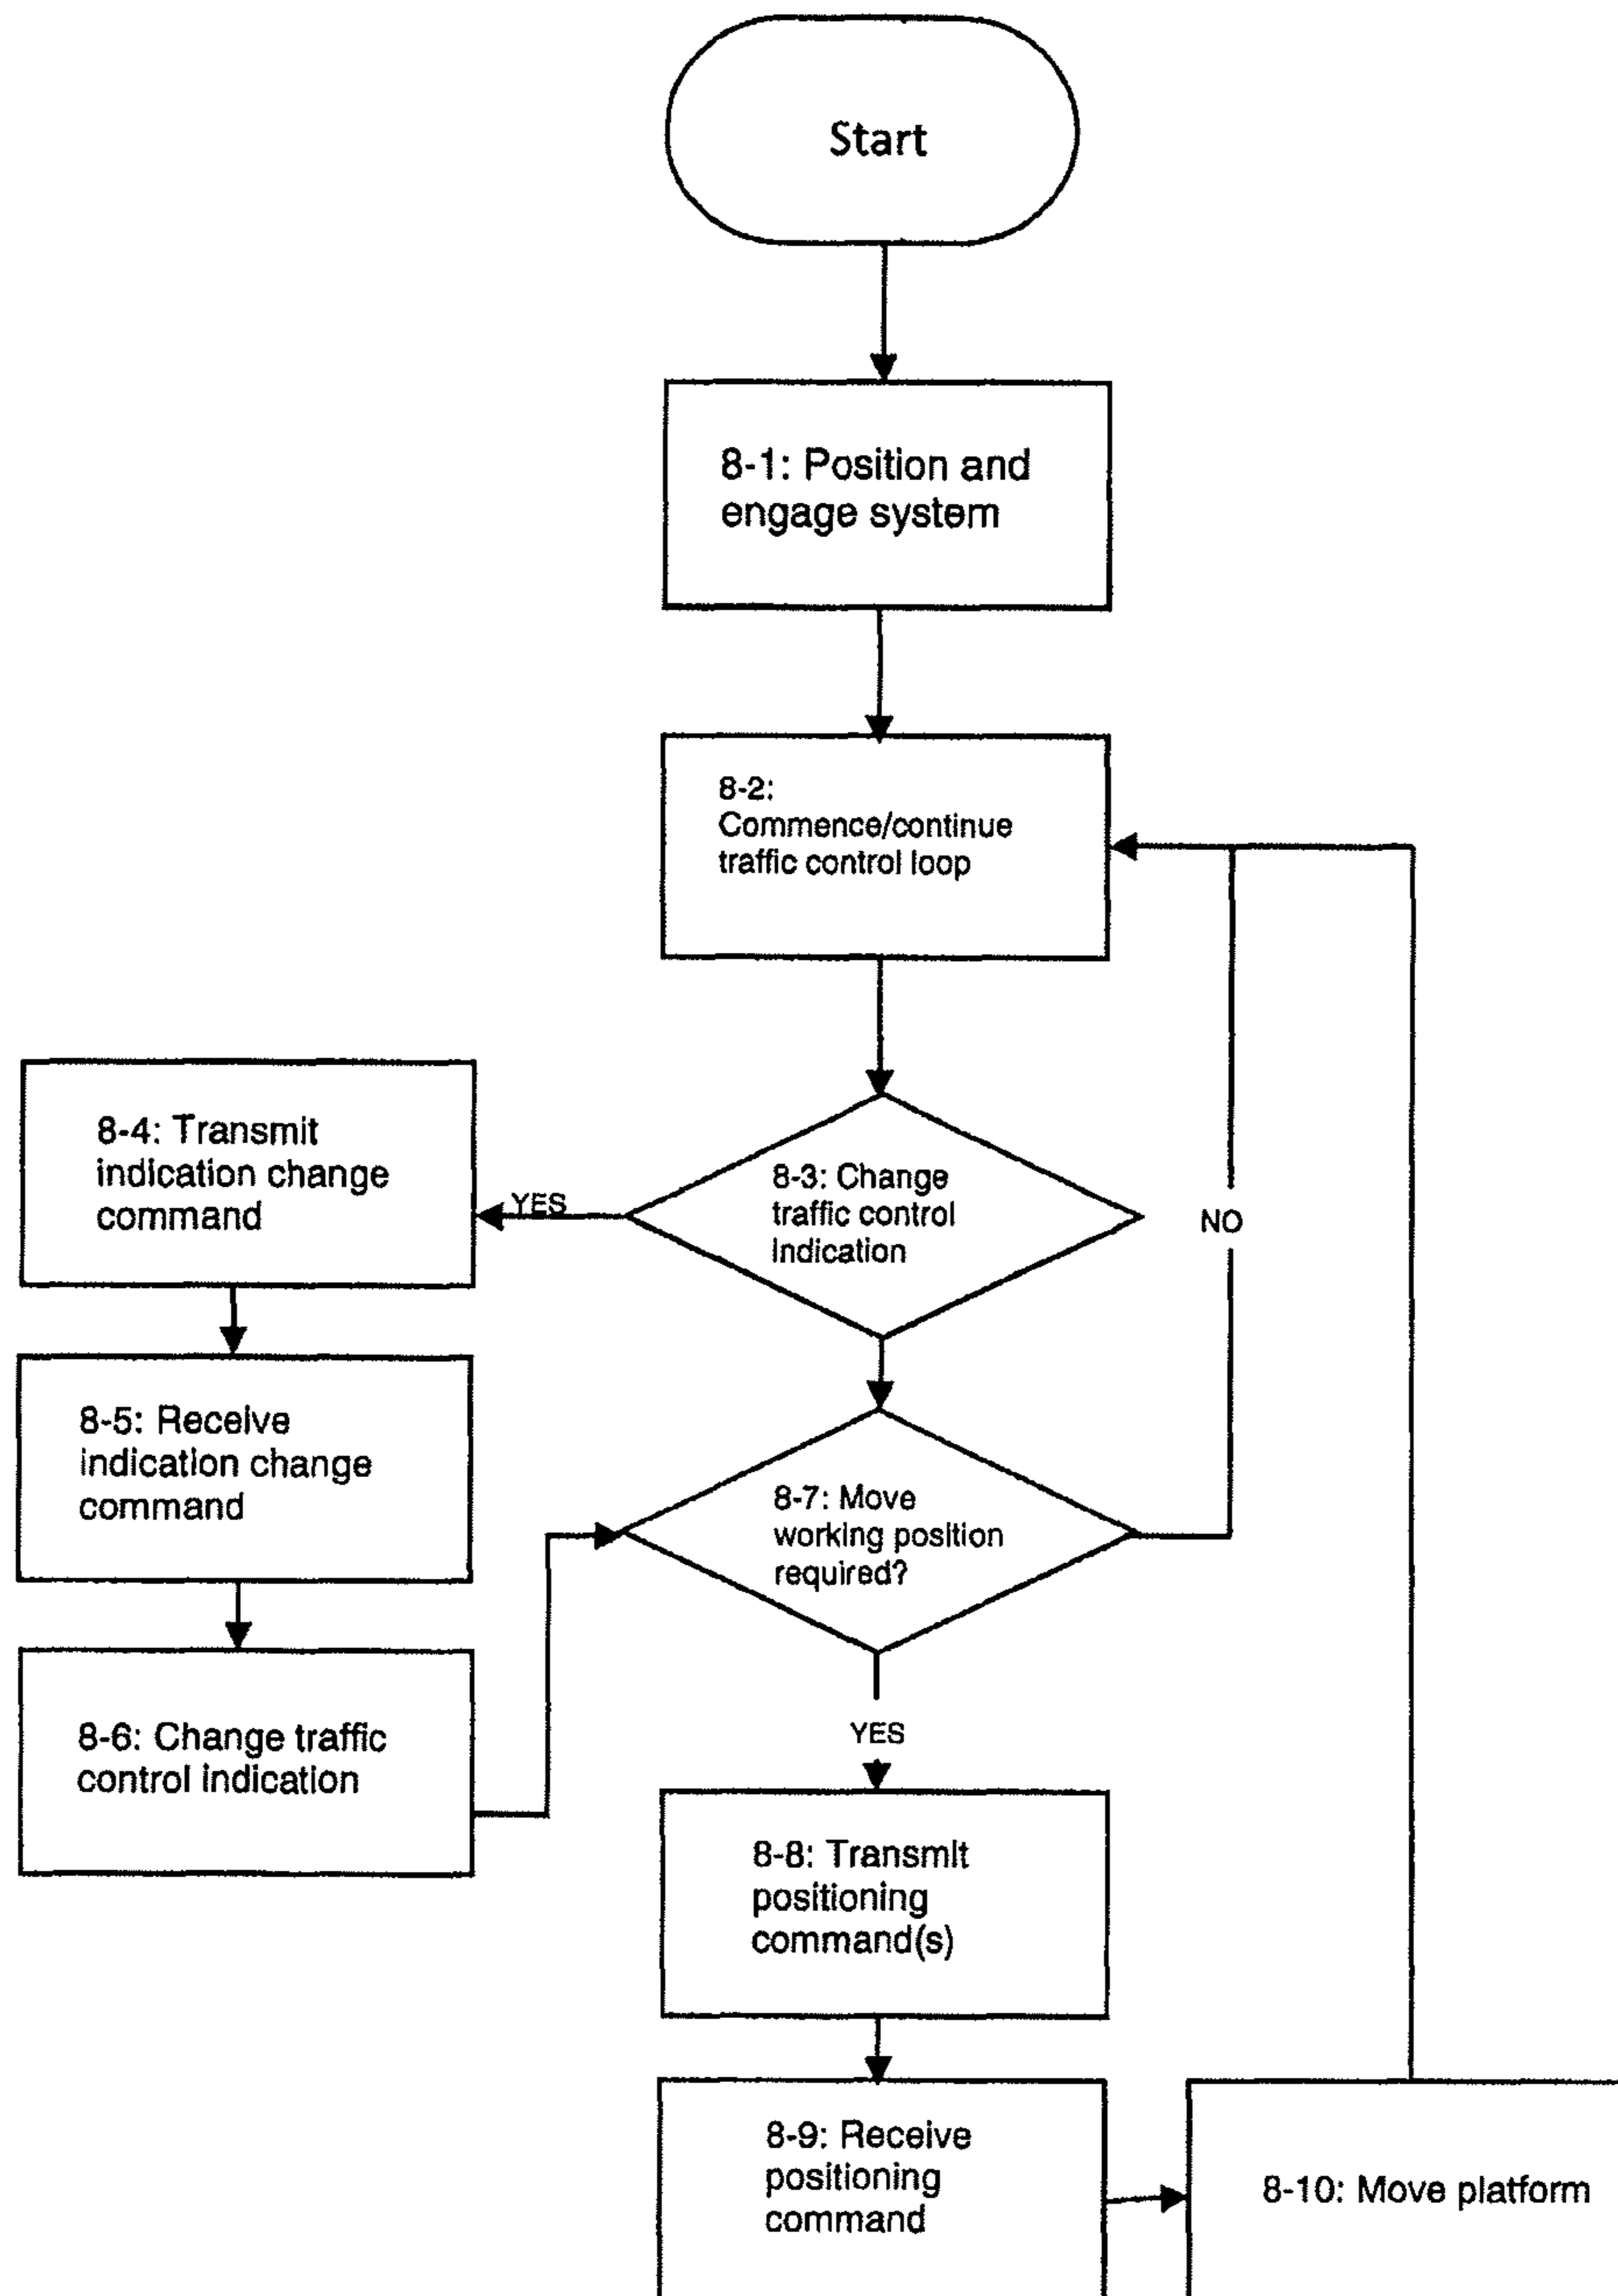 Start
8-1: Position and
engage system
8-2:
Commence/continue
traffic control loop
8-3: Change
traffic control
indication
YES
NO
8-4: Transmit
indication change
command
8-5: Receive
indication change
command
8-6: Change traffic
control indication
8-7: Move
working position
required?
YES
8-8: Transmit
positioning
command(s)
8-9: Receive
positioning
command
8-10: Move platform